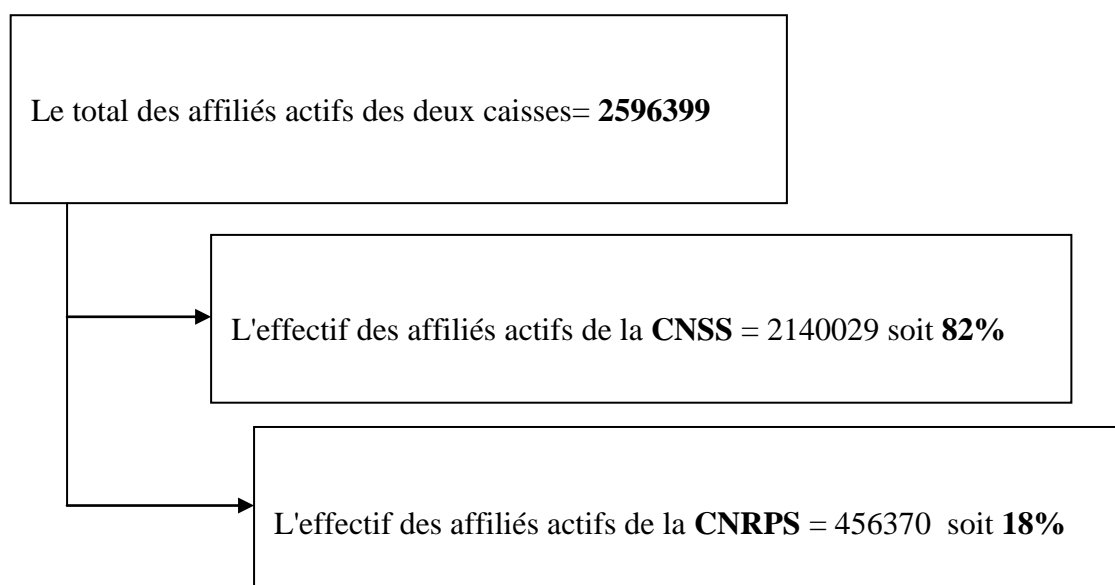 Le total des affiliés actifs des deux caisses= 2596399
L'effectif des affiliés actifs de la CNSS = 2140029 soit 82%
L'effectif des affiliés actifs de la CNRPS = 456370  soit 18%